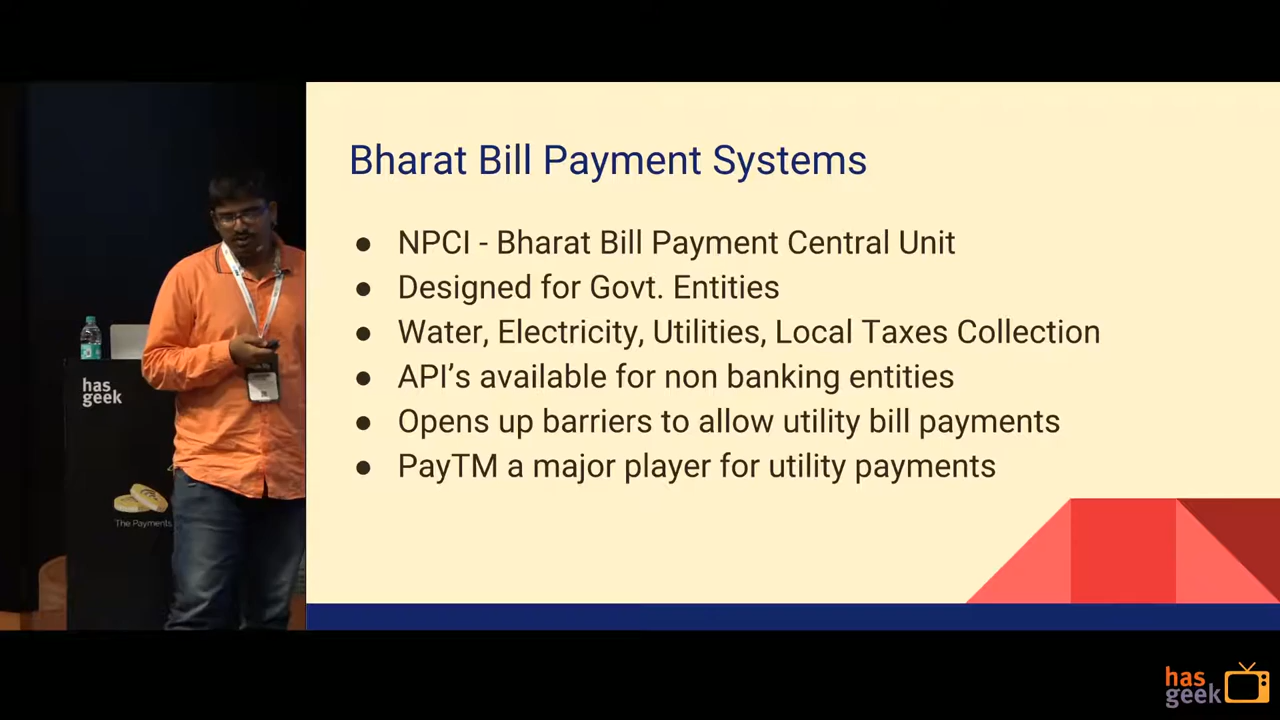 Bharat Bill Payment Systems
● NPCI - Bharat Bill Payment Central Unit
● Designed for Govt. Entities
● Water, Electricity, Utilities, Local Taxes Collection
● API’s available for non banking entities
● Opens up barriers to allow utility bill payments
● PayTM a major player for utility payments
has
geek
The Payments
has
geek